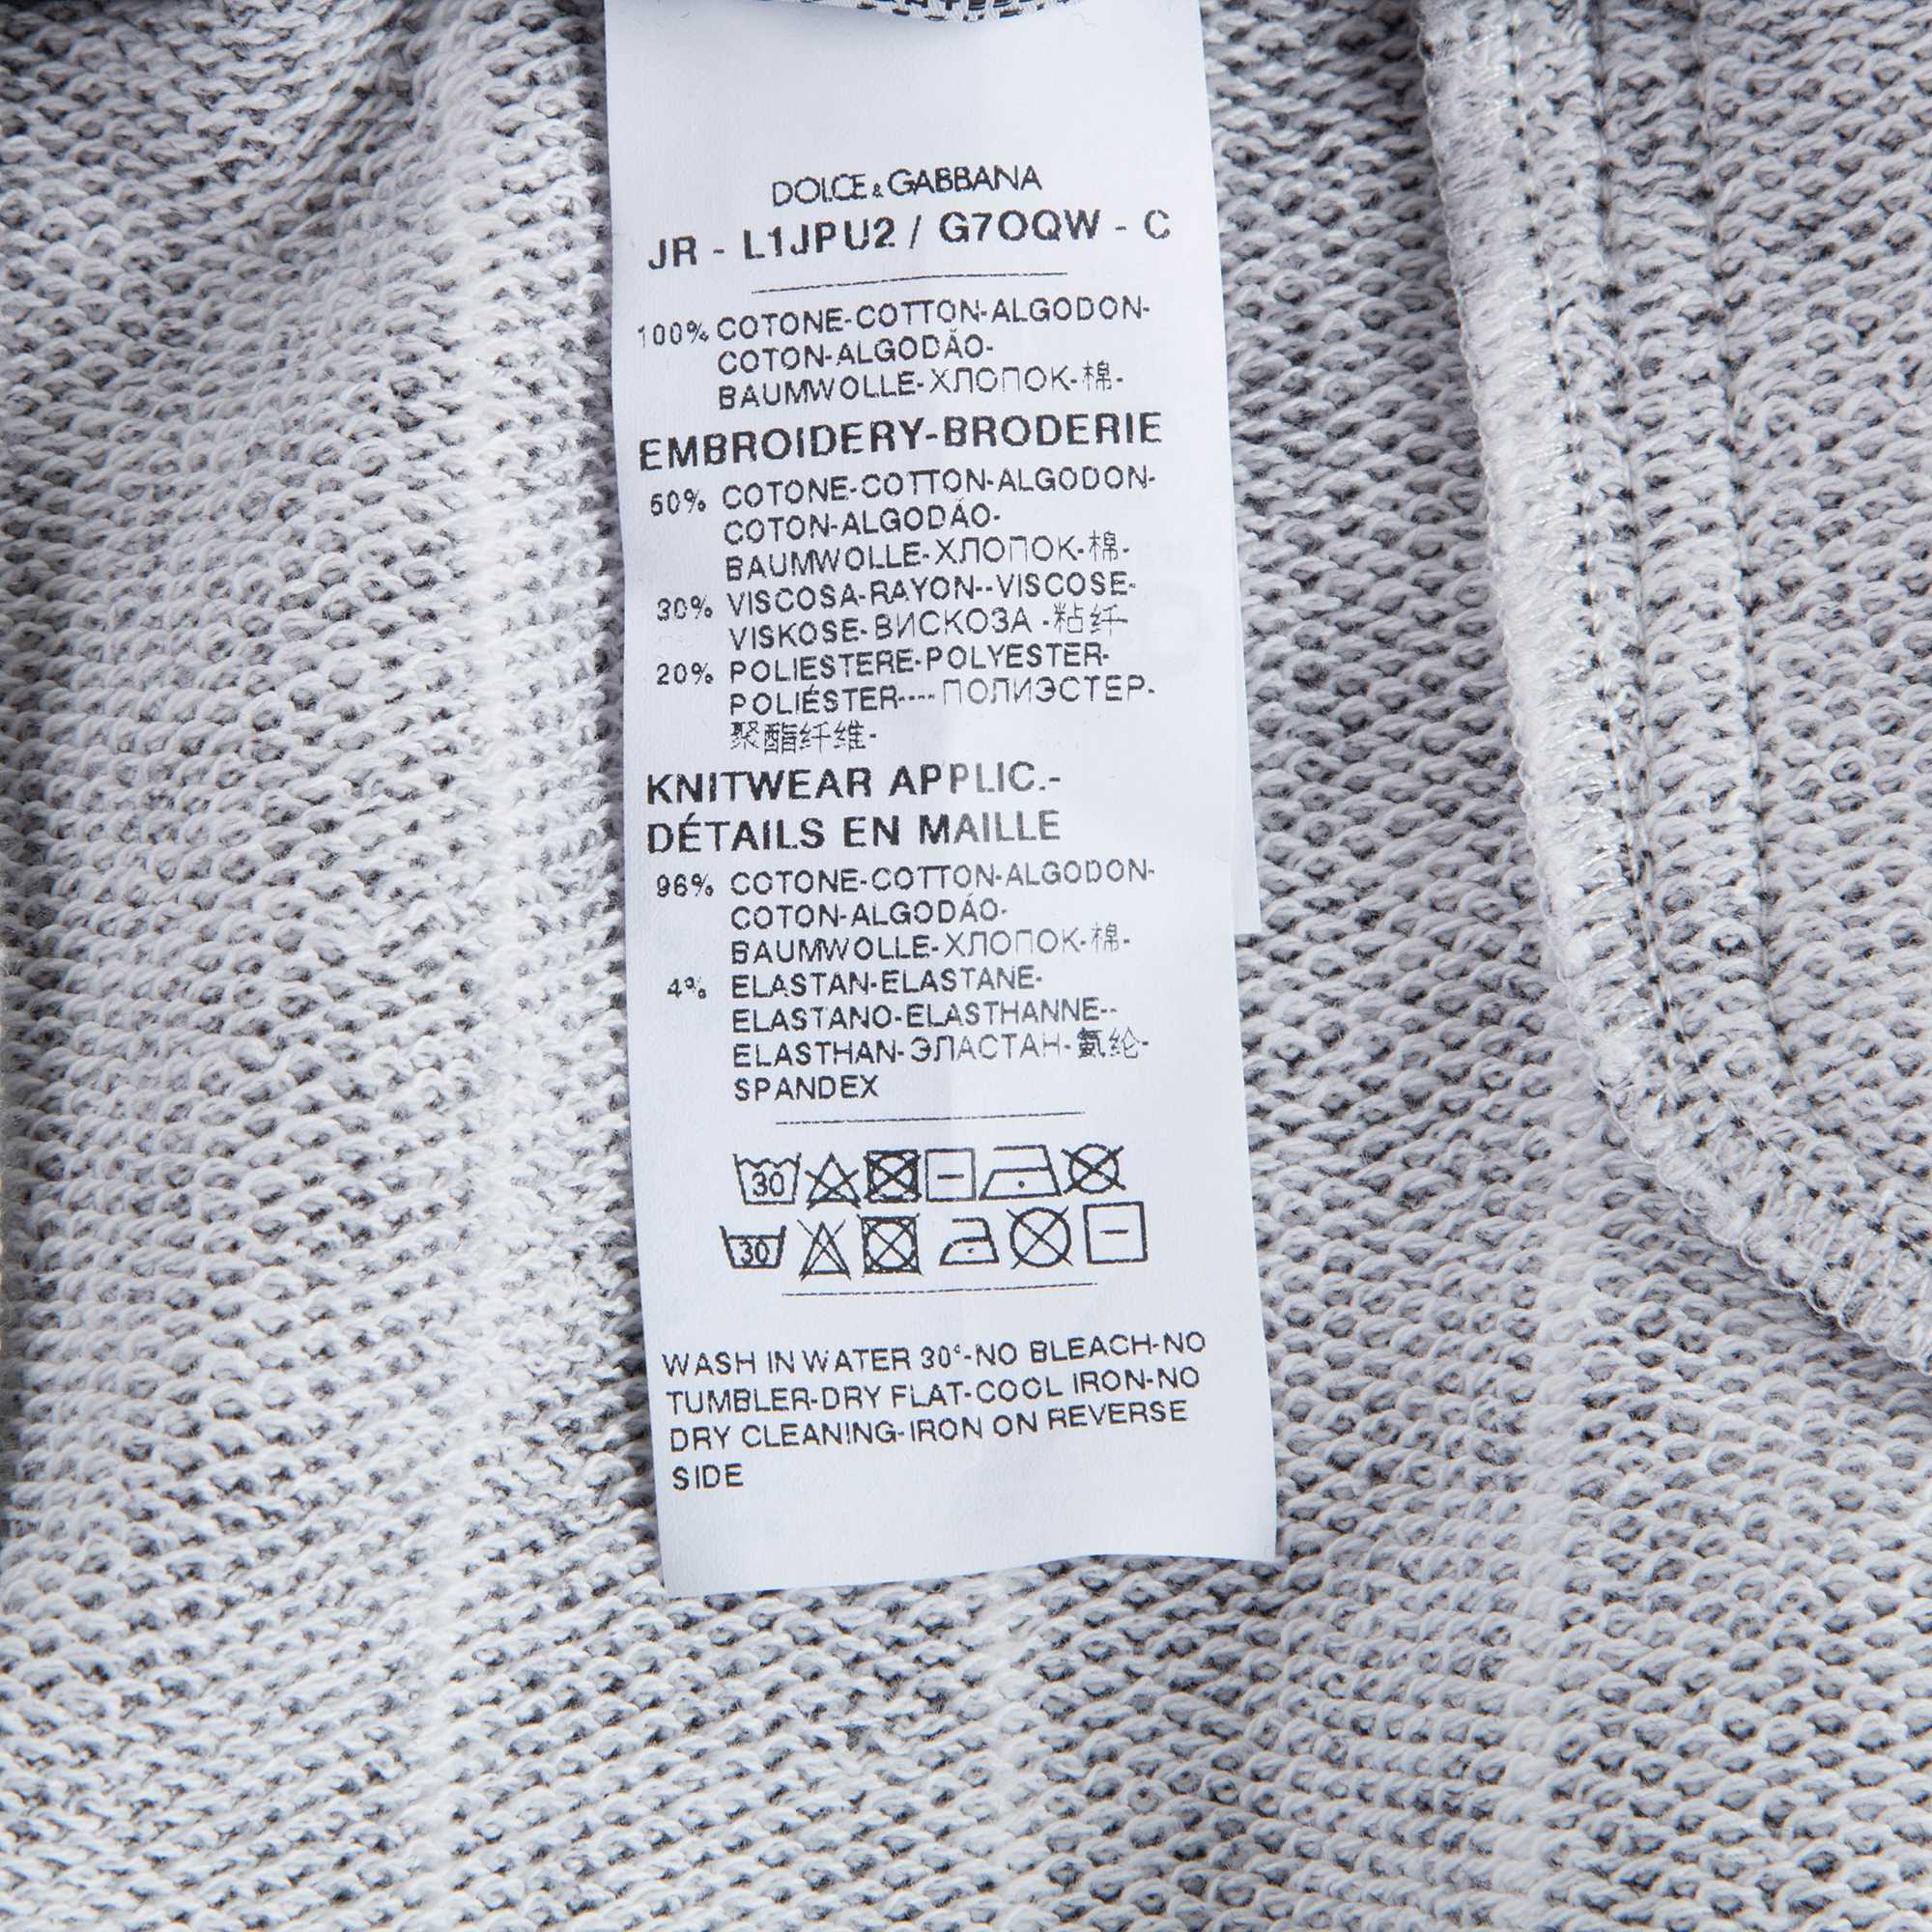 DOLCE & GABBANA
JR - L1JPU2 / G7OQW - C
100% COTONE-COTTON-ALGODON-
COTON-ALGODÃO-
BAUMWOLLE-ХЛОПОК-棉-
EMBROIDERY-BRODERIE
50% COTONE-COTTON-ALGODON-
COTON-ALGODÃO-
BAUMWOLLE-ХЛОПОК-棉-
30% VISCOSA-RAYON--VISCOSE-
VISKOSE-ВИСКОЗА -粘纤-
20% POLIESTERE-POLYESTER-
POLIÉSTER----ПОЛИЭСТЕР-
聚酯纤维-
KNITWEAR APPLIC.-
DÉTAILS EN MAILLE
96% COTONE-COTTON-ALGODON-
COTON-ALGODÃO-
BAUMWOLLE-ХЛОПОК-棉-
4% ELASTAN-ELASTANE-
ELASTANO-ELASTHANNE--
ELASTHAN-ЭЛАСТАН-氨纶-
SPANDEX
30
30
WASH IN WATER 30°-NO BLEACH-NO
TUMBLER-DRY FLAT-COOL IRON-NO
DRY CLEANING-IRON ON REVERSE
SIDE